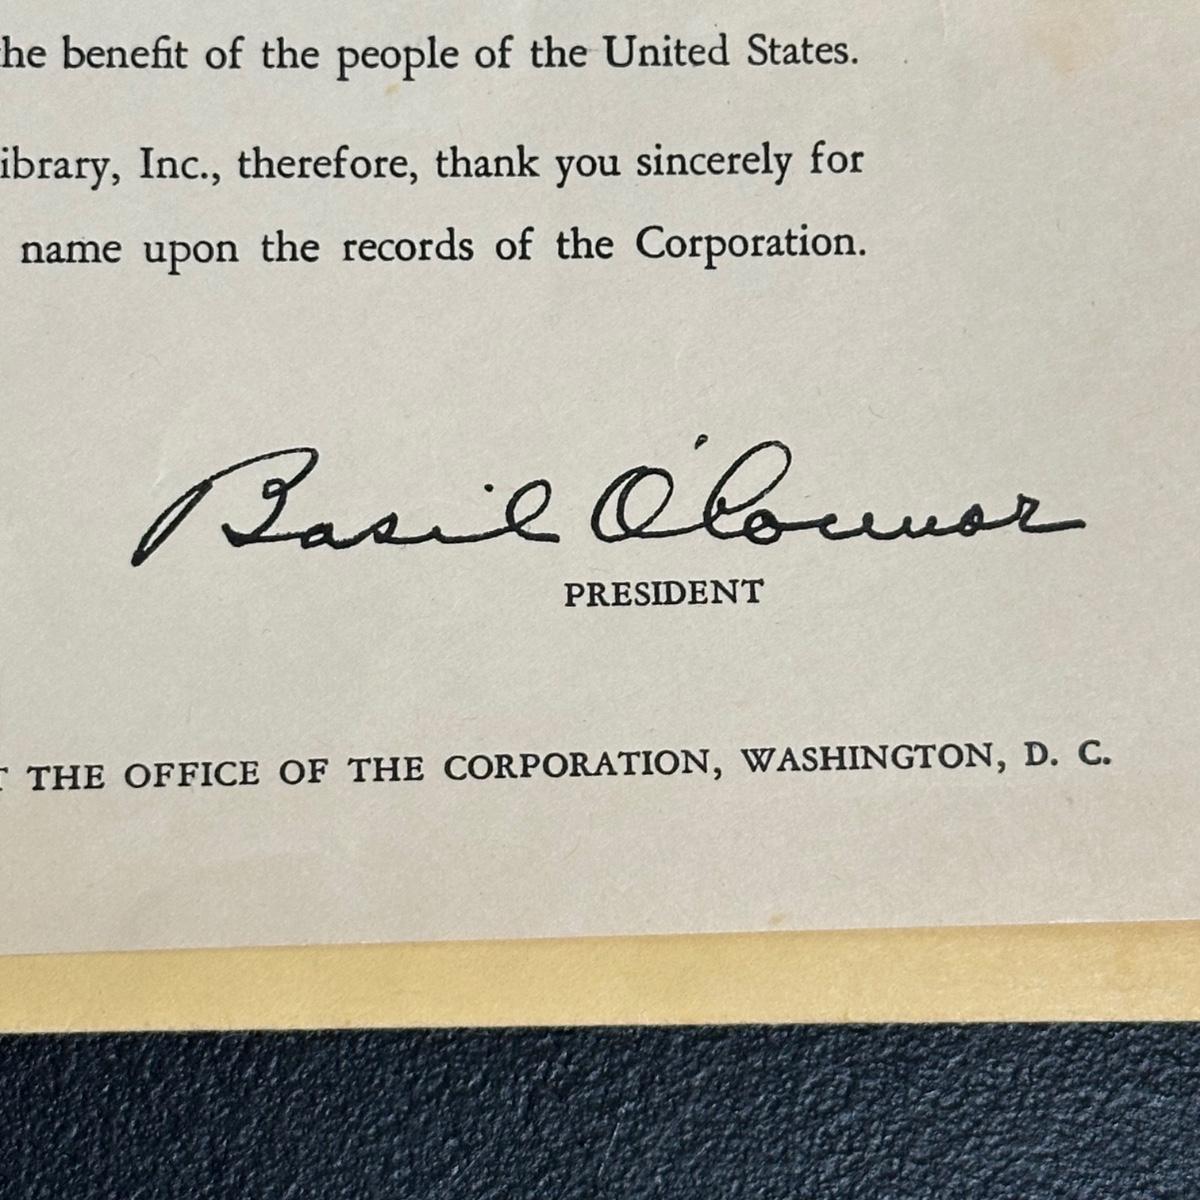 he benefit of the people of the United States.
ibrary, Inc., therefore, thank you sincerely for
name upon the records of the Corporation.
Basil O'Connor
PRESIDENT
T THE OFFICE OF THE CORPORATION, WASHINGTON, D. C.